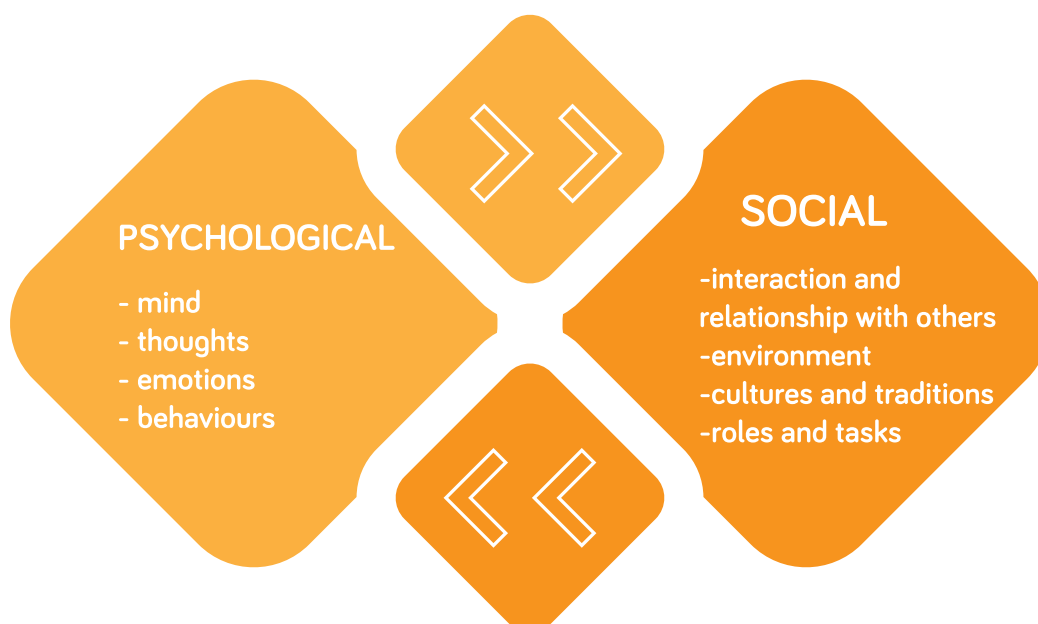 PSYCHOLOGICAL
- mind
- thoughts
- emotions
- behaviours
SOCIAL
-interaction and
relationship with others
-environment
-cultures and traditions
-roles and tasks